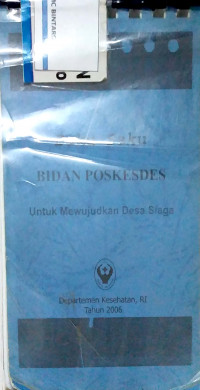 BIDAN POSKESDES
Untuk Mewujudkan Desa Siaga
Departemen Kesehatan, RI
Tahun 2006